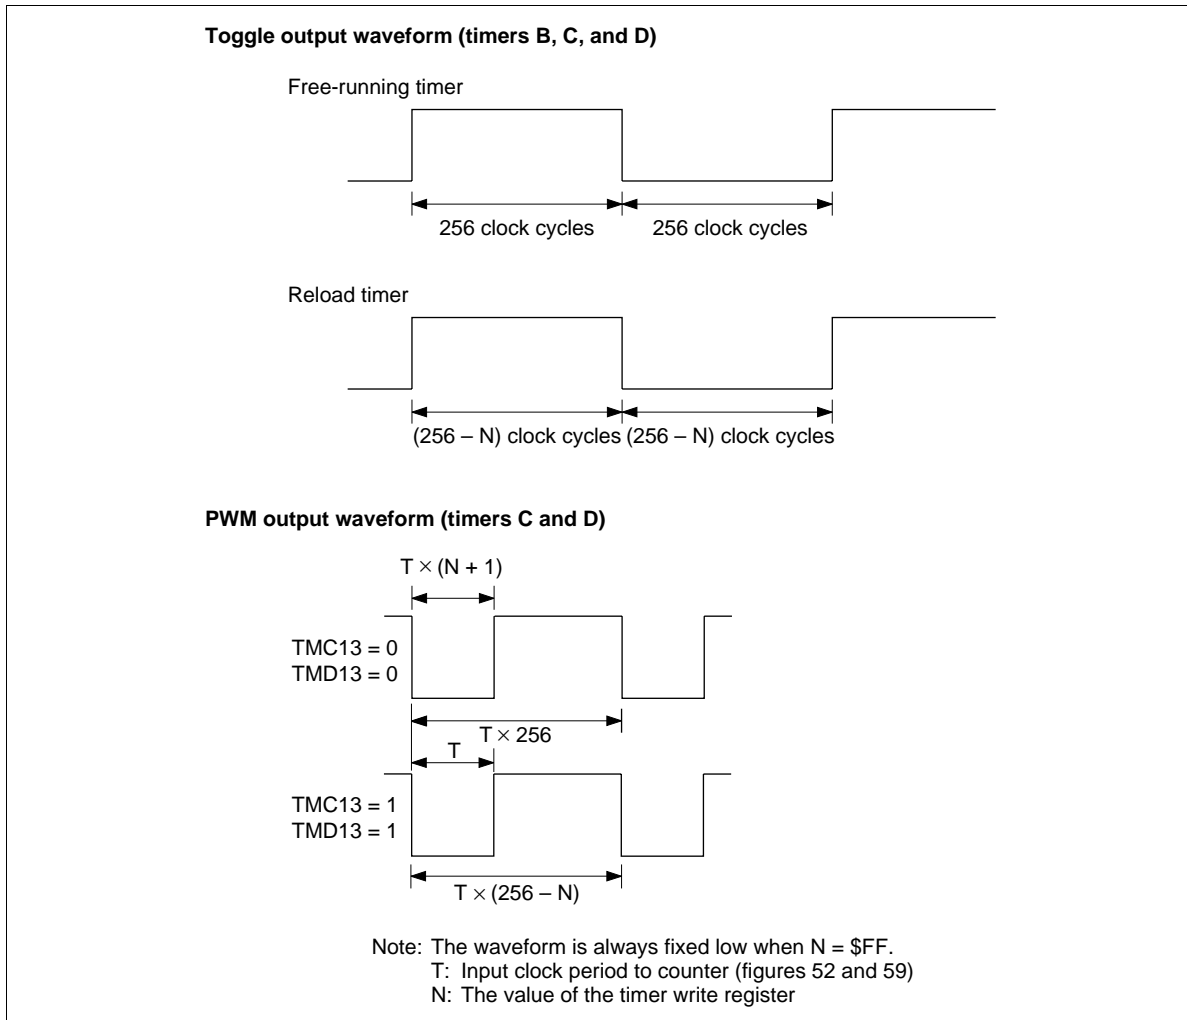 Toggle output waveform (timers B, C, and D)
Free-running timer
256 clock cycles 256 clock cycles
Reload timer
(256 – N) clock cycles (256 – N) clock cycles
PWM output waveform (timers C and D)
T × (N + 1)
TMC13 = 0
TMD13 = 0
T × 256
T
TMC13 = 1
TMD13 = 1
T × (256 – N)
Note: The waveform is always fixed low when N = $FF.
T: Input clock period to counter (figures 52 and 59)
N: The value of the timer write register